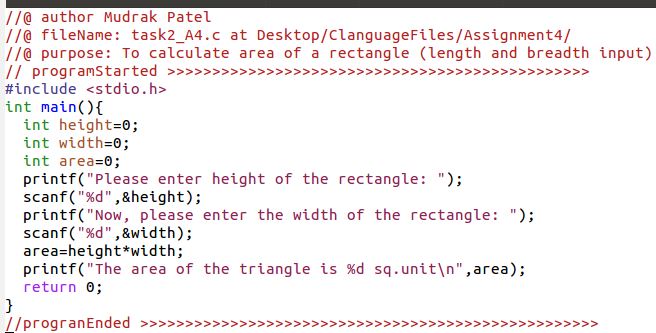 //@ author Mudrak Patel
//@ fileName: task2_A4.c at Desktop/ClanguageFiles/Assignment4/
//@ purpose: To calculate area of a rectangle (length and breadth input)
// programStarted >>>>>>>>>>>>>>>>>>>>>>>>>>>>>>>>>>>>>>>>>>>>>>>
#include <stdio.h>
int main(){
  int height=0;
  int width=0;
  int area=0;
  printf("Please enter height of the rectangle: ");
  scanf("%d",&height);
  printf("Now, please enter the width of the rectangle: ");
  scanf("%d",&width);
  area=height*width;
  printf("The area of the triangle is %d sq.unit\n",area);
  return 0;
}
//progranEnded >>>>>>>>>>>>>>>>>>>>>>>>>>>>>>>>>>>>>>>>>>>>>>>>>>>